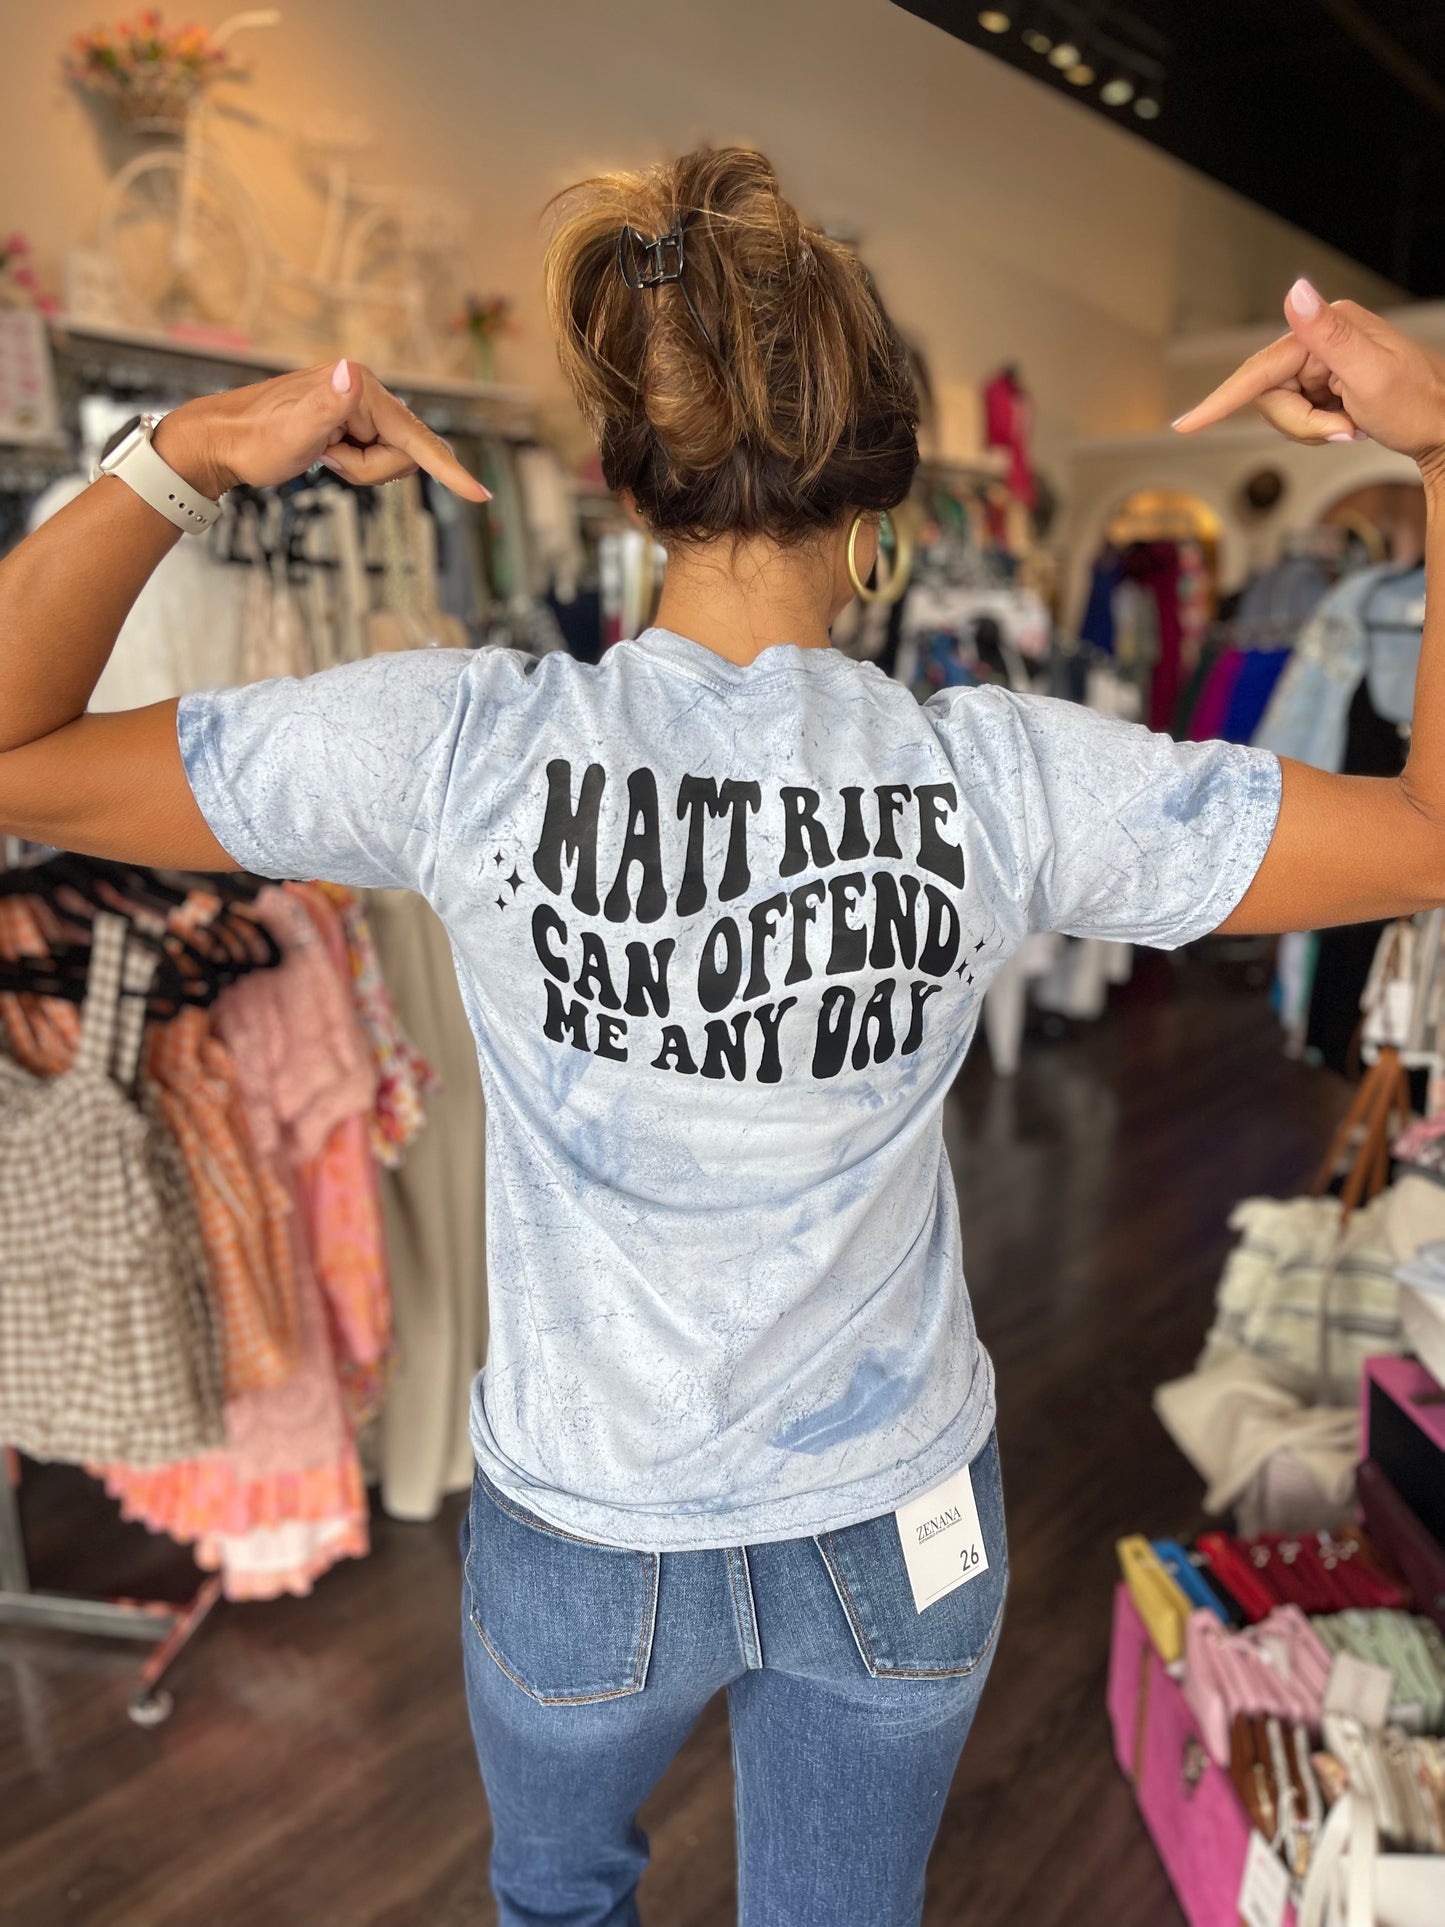 MATT RIFE
CAN OFFEND
ME ANY DAY
ZENANA
26